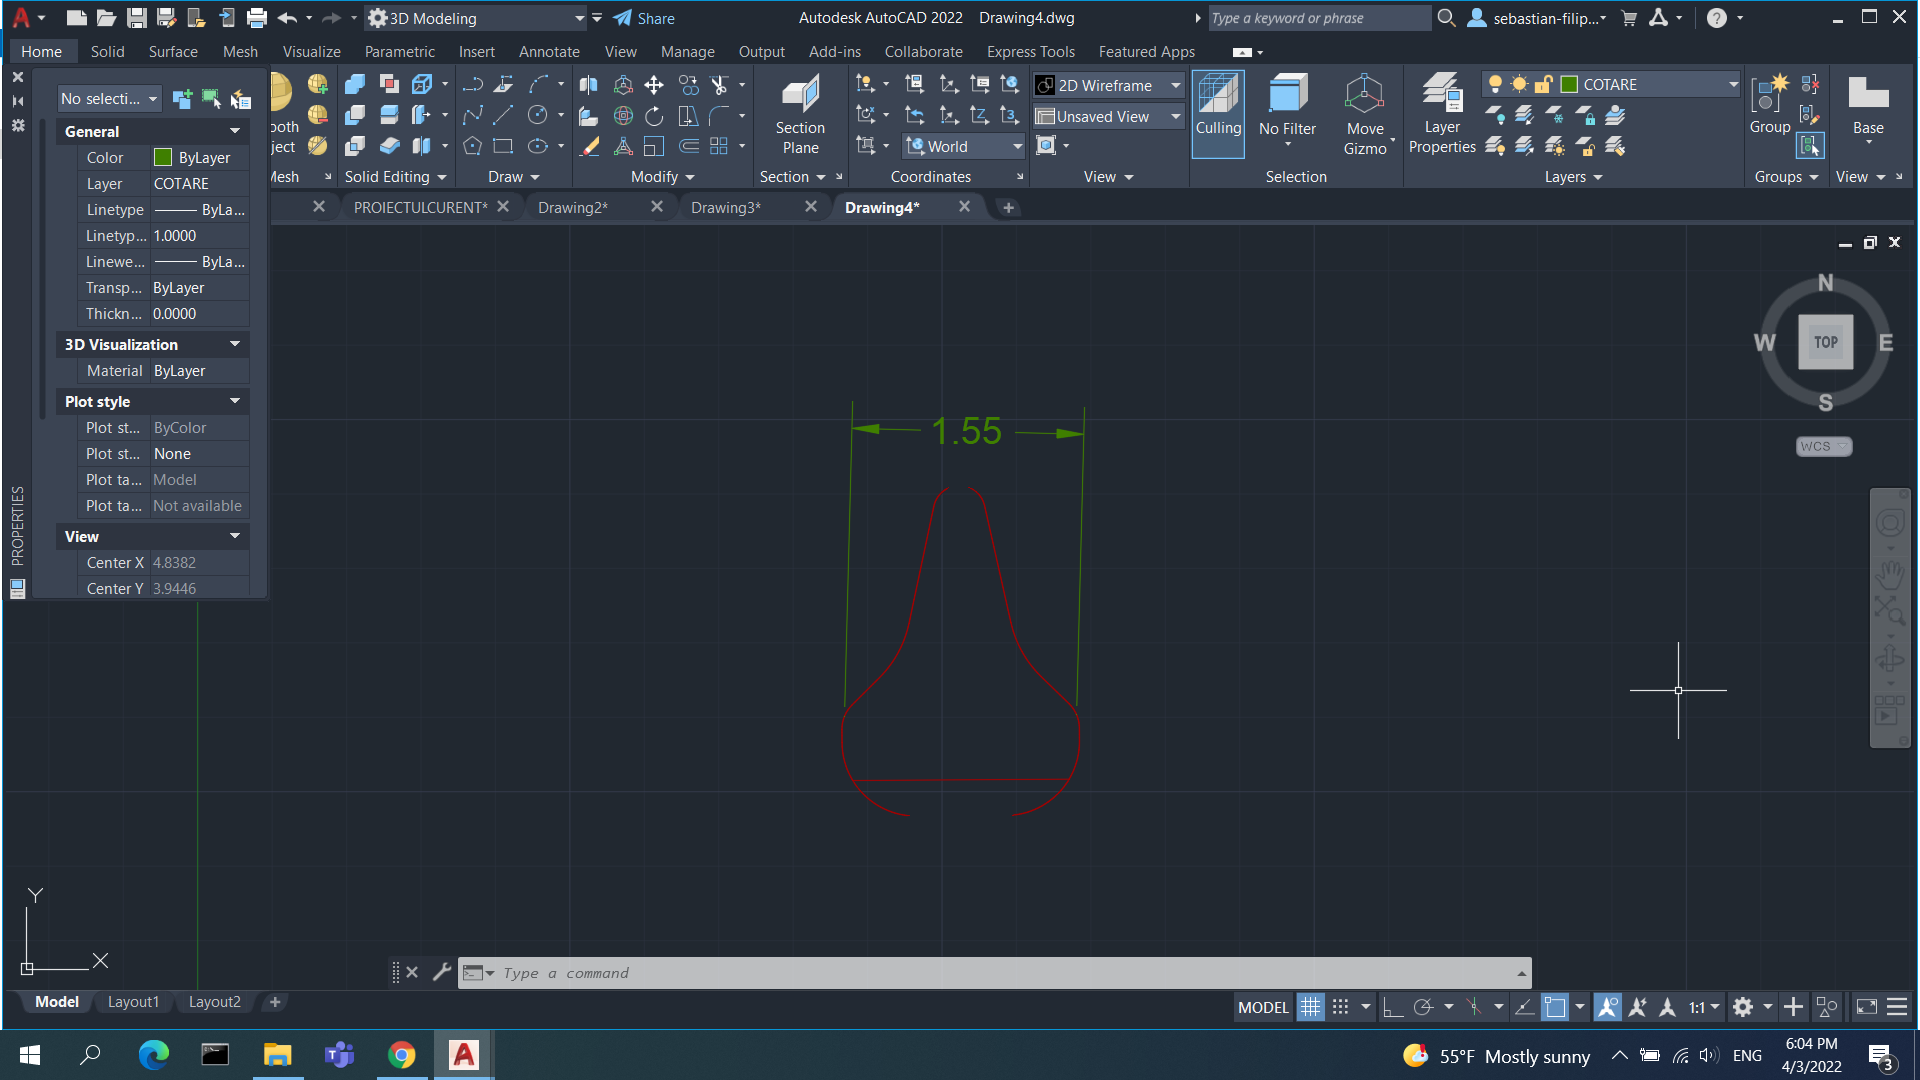 3D Modeling
Share
Autodesk AutoCAD 2022 Drawing4.dwg
Type a keyword or phrase
sebastian-filip...
Home Solid Surface Mesh Visualize Parametric Insert Annotate View Manage Output Add-ins Collaborate Express Tools Featured Apps
No selecti...
General
Color ByLayer
Layer COTARE
Linetype ByLa...
Linetyp... 1.0000
Linewe... ByLa...
Transp... ByLayer
Thickn... 0.0000
3D Visualization
Material ByLayer
Plot style
Plot st... ByColor
Plot st... None
Plot ta... Model
Plot ta... Not available
View
Center X 4.8382
Center Y 3.9446
PROPERTIES
ooth
ject
Mesh
Solid Editing
Draw
Modify
Section
Plane
Section
World
Coordinates
2D Wireframe
Unsaved View
View
Culling
No Filter
Move
Gizmo
Selection
Layer
Properties
COTARE
Layers
Group
Groups
Base
View
PROIECTULCURENT*
Drawing2*
Drawing3*
Drawing4*
N
W
TOP
E
S
WCS
1.55
Y
X
Type a command
Model Layout1 Layout2
MODEL
1:1
55°F Mostly sunny
ENG
6:04 PM
4/3/2022
3